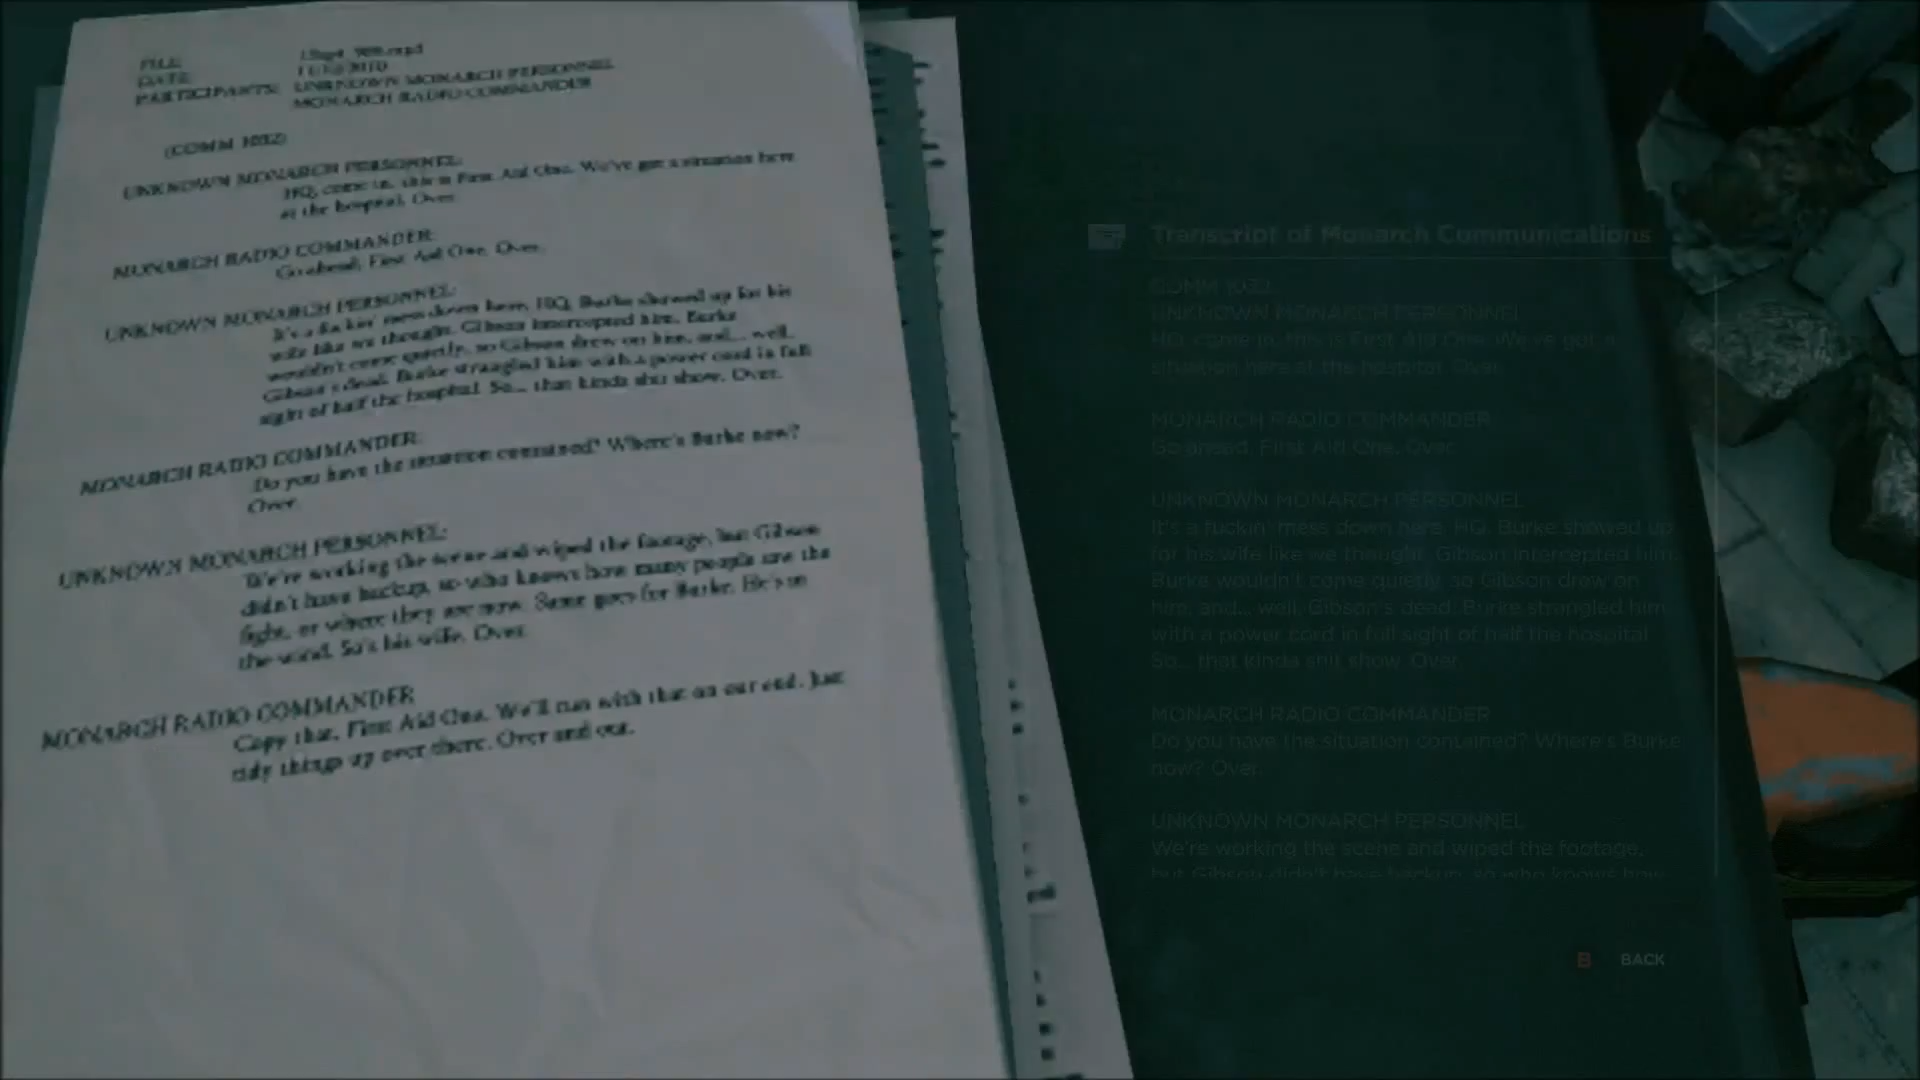 FILE:
DATE:
PARTICIPANTS: UNKNOWN MONARCH PERSONNEL
MONARCH RADIO COMMANDER
(COMM 1032)
UNKNOWN MONARCH PERSONNEL:
HQ, come in, this is First Aid One. We've got a situation here
at the hospital. Over.
MONARCH RADIO COMMANDER:
Go ahead, First Aid One. Over.
UNKNOWN MONARCH PERSONNEL:
It's a fuckin' mess down here, HQ. Burke showed up for his
wife like we thought. Gibson intercepted him. Burke
wouldn't come quietly, so Gibson drew on him, and... well,
Gibson's dead. Burke strangled him with a power cord in full
sight of half the hospital. So... that kinda shit show. Over.
MONARCH RADIO COMMANDER:
Do you have the situation contained? Where's Burke now?
Over.
UNKNOWN MONARCH PERSONNEL:
We're working the scene and wiped the footage, but Gibson
didn't have backup, so who knows how many people saw the
fight, or where they are now. Same goes for Burke. He's in
the wind. So's his wife. Over.
MONARCH RADIO COMMANDER
Copy that, First Aid One. We'll run with that on our end. Just
tidy things up over there. Over and out.
Transcript of Monarch Communications
COMM 1032
UNKNOWN MONARCH PERSONNEL
HQ, come in, this is First Aid One. We've got a
situation here at the hospital. Over.
MONARCH RADIO COMMANDER
Go ahead, First Aid One. Over.
UNKNOWN MONARCH PERSONNEL
It's a fuckin' mess down here, HQ. Burke showed up
for his wife like we thought. Gibson intercepted him.
Burke wouldn't come quietly, so Gibson drew on
him, and... well, Gibson's dead. Burke strangled him
with a power cord in full sight of half the hospital.
So... that kinda shit show. Over.
MONARCH RADIO COMMANDER
Do you have the situation contained? Where's Burke
now? Over.
UNKNOWN MONARCH PERSONNEL
We're working the scene and wiped the footage,
but Gibson didn't have backup, so who knows how
B BACK